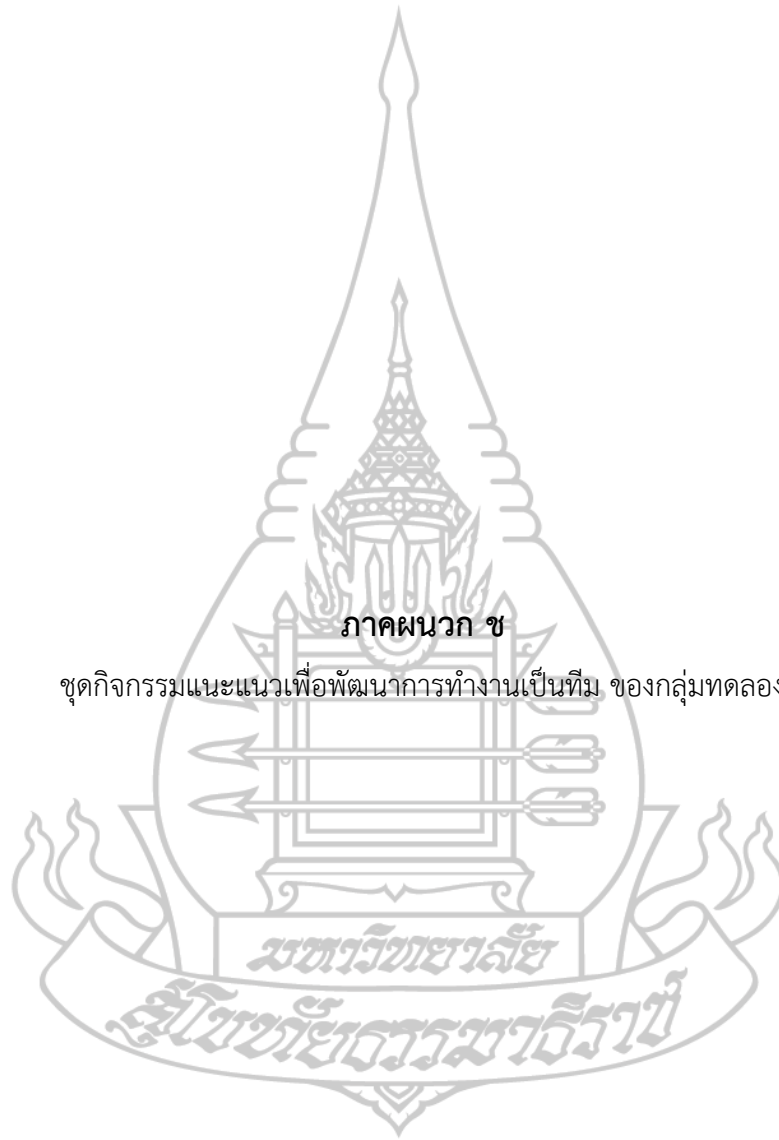 ภาคผนวก ช
ชุดกิจกรรมแนะแนวเพื่อพัฒนาการทำงานเป็นทีม ของกลุ่มทดลอง
มหาวิทยาลัย
สุโขทัยธรรมาธิราช